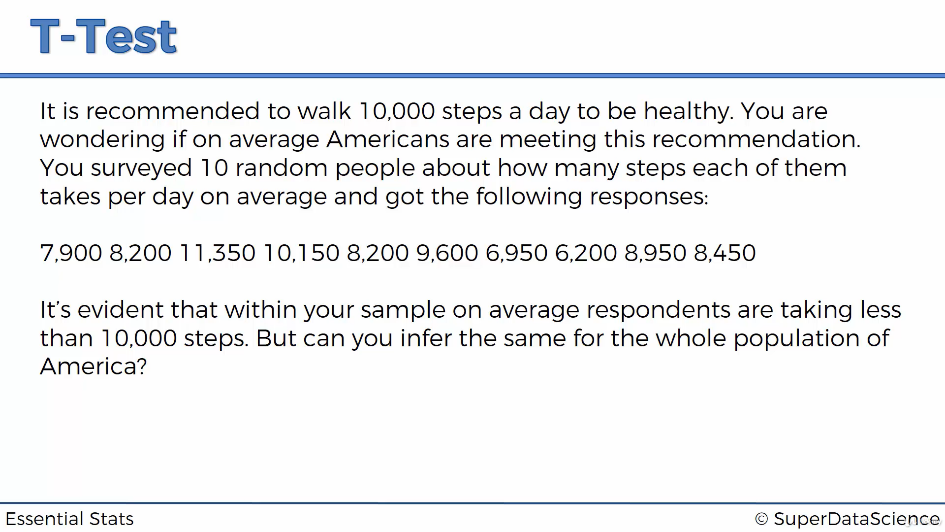 T-Test
It is recommended to walk 10,000 steps a day to be healthy. You are
wondering if on average Americans are meeting this recommendation.
You surveyed 10 random people about how many steps each of them
takes per day on average and got the following responses:
7,900 8,200 11,350 10,150 8,200 9,600 6,950 6,200 8,950 8,450
It’s evident that within your sample on average respondents are taking less
than 10,000 steps. But can you infer the same for the whole population of
America?
Essential Stats
© SuperDataScience